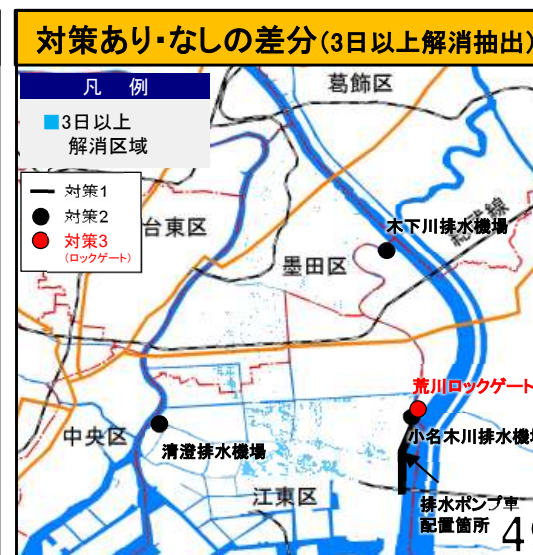 対策あり・なしの差分(3日以上解消抽出)
凡 例
3日以上
解消区域
対策1
対策2
対策3
(ロックゲート)
葛飾区
台東区
総武線
木下川排水機場
墨田区
荒川ロックゲート
小名木川排水機場
中央区
清澄排水機場
江東区
排水ポンプ車
配置箇所
4